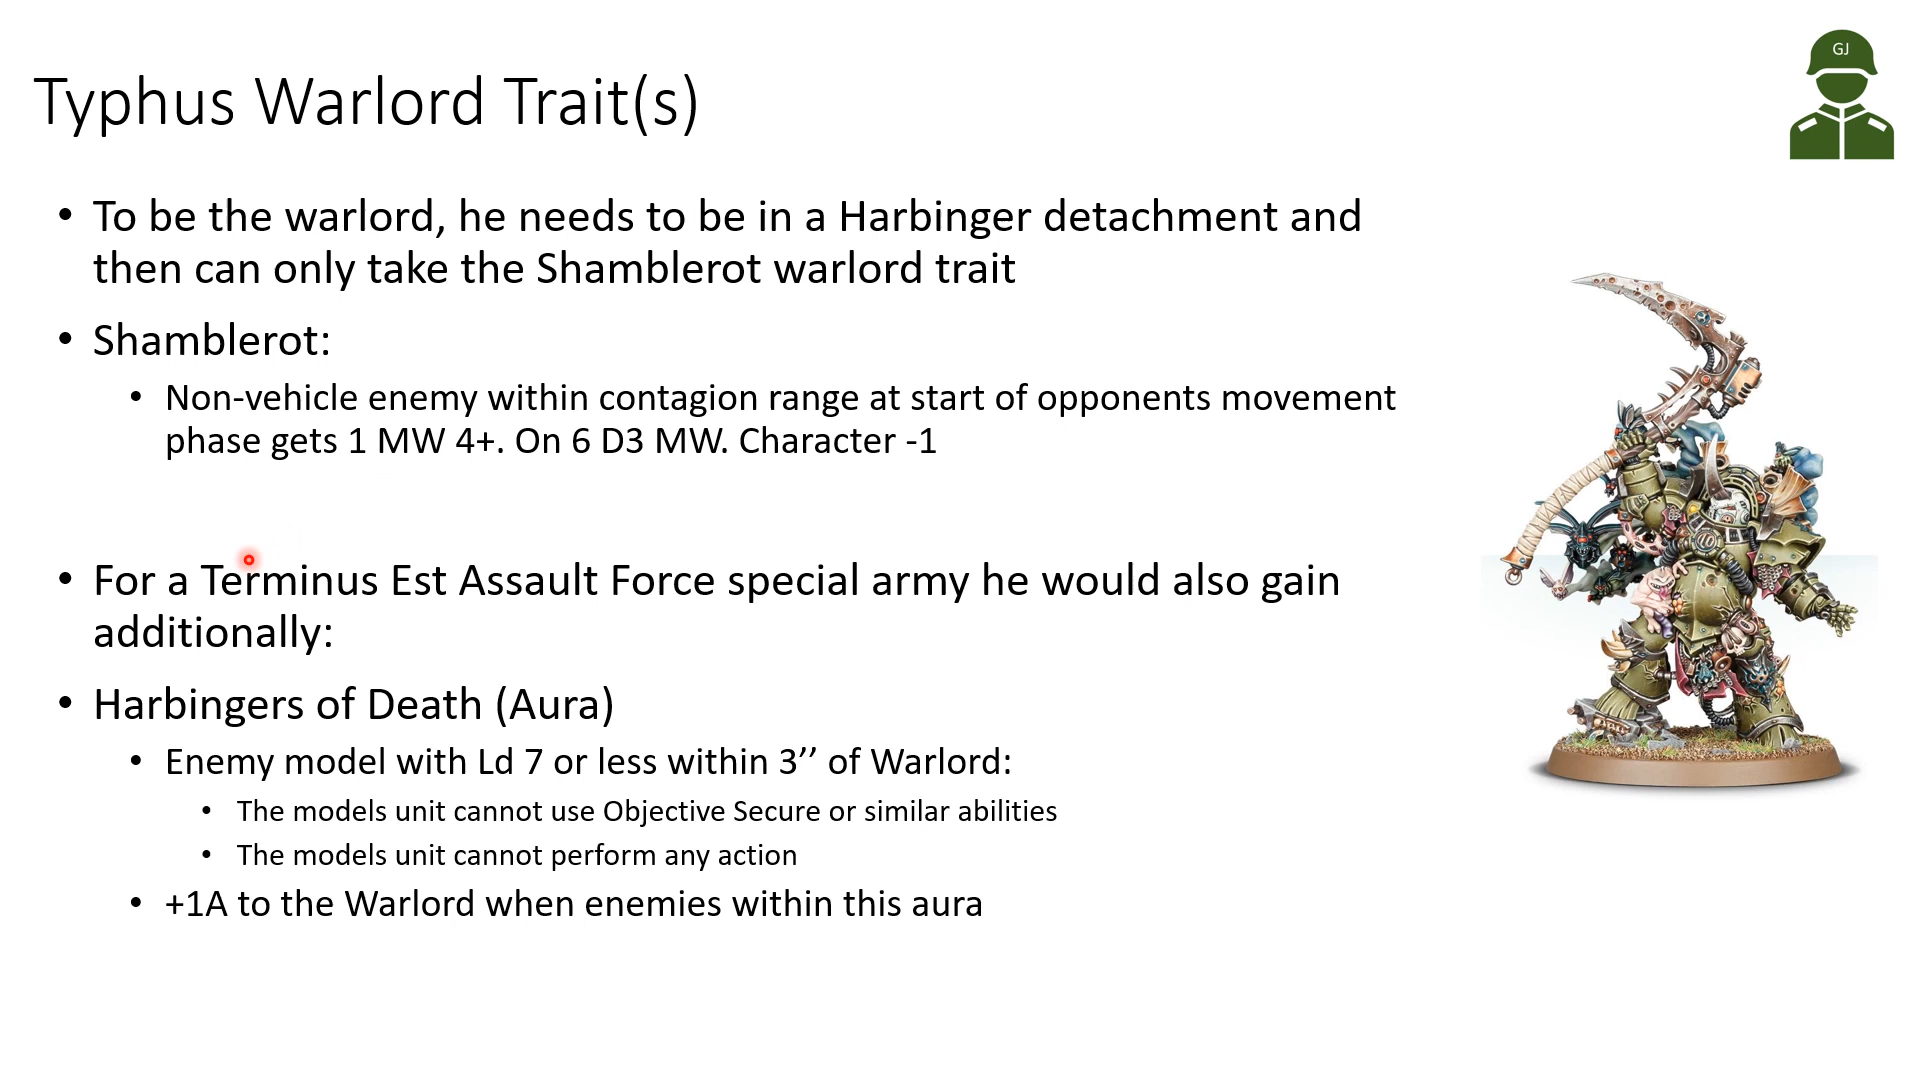 GJ
Typhus Warlord Trait(s)
• To be the warlord, he needs to be in a Harbinger detachment and
then can only take the Shamblerot warlord trait
• Shamblerot:
• Non-vehicle enemy within contagion range at start of opponents movement
phase gets 1 MW 4+. On 6 D3 MW. Character -1
• For a Terminus Est Assault Force special army he would also gain
additionally:
• Harbingers of Death (Aura)
• Enemy model with Ld 7 or less within 3’’ of Warlord:
• The models unit cannot use Objective Secure or similar abilities
• The models unit cannot perform any action
• +1A to the Warlord when enemies within this aura